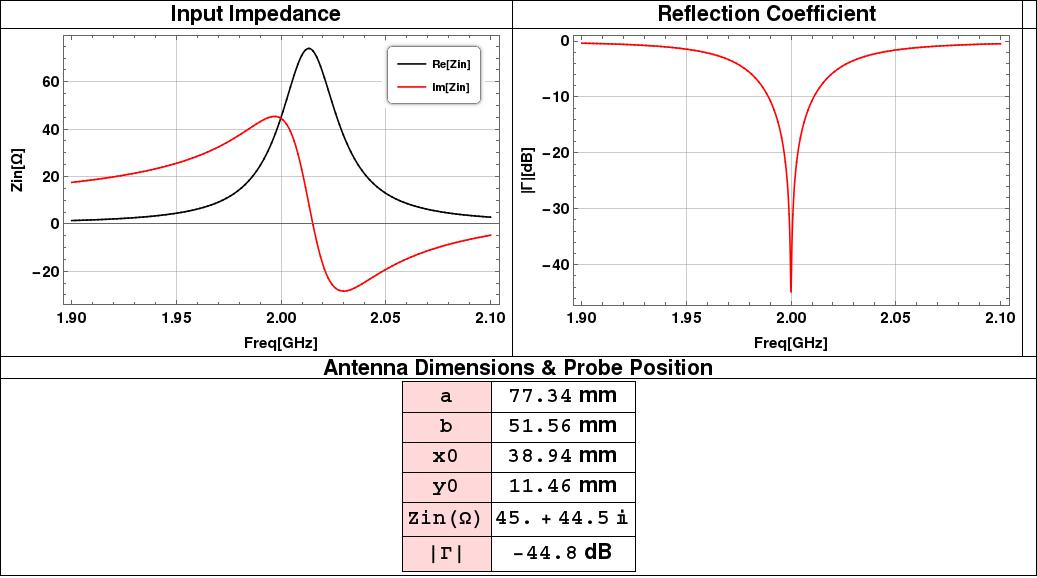 Input Impedance
Reflection Coefficient
60
40
20
0
−20
Zin[Ω]
Re[Zin]
Im[Zin]
1.90 1.95 2.00 2.05 2.10
Freq[GHz]
0
−10
−20
−30
−40
|Γ|[dB]
1.90 1.95 2.00 2.05 2.10
Freq[GHz]
Antenna Dimensions & Probe Position
a 77.34 mm
b 51.56 mm
x0 38.94 mm
y0 11.46 mm
Zin(Ω) 45. + 44.5 i
|Γ| -44.8 dB